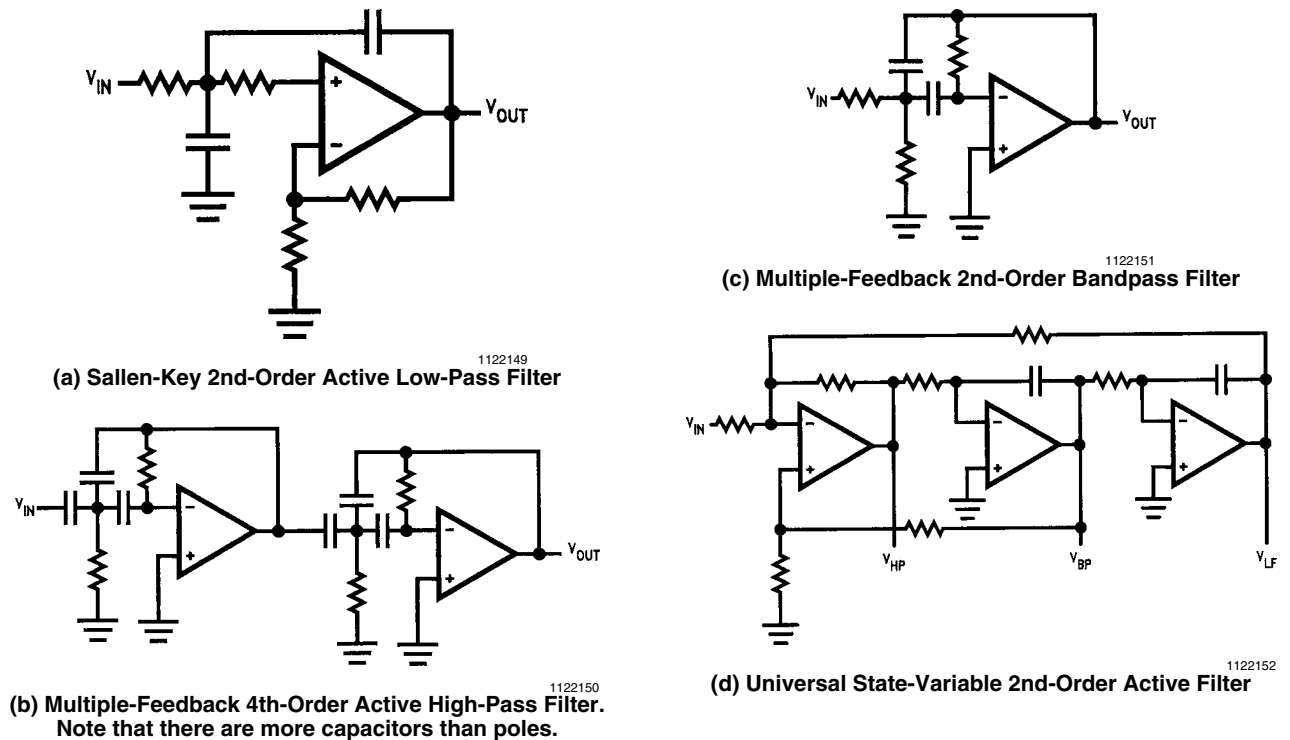 VIN
+
−
VOUT
1122149
(a) Sallen-Key 2nd-Order Active Low-Pass Filter
VIN
−
+
−
+
VOUT
1122150
(b) Multiple-Feedback 4th-Order Active High-Pass Filter.
Note that there are more capacitors than poles.
VIN
−
+
VOUT
1122151
(c) Multiple-Feedback 2nd-Order Bandpass Filter
VIN
−
+
−
+
−
+
VHP
VBP
VLF
1122152
(d) Universal State-Variable 2nd-Order Active Filter